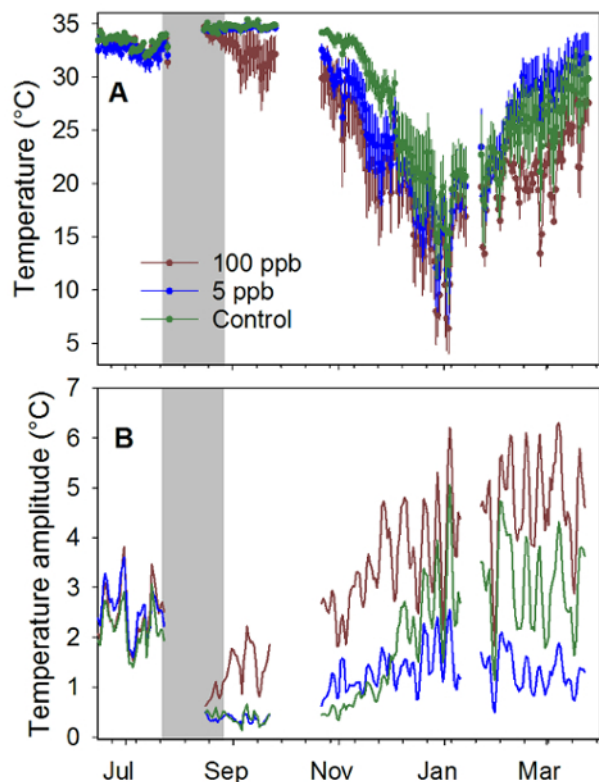 35
30
25
20
15
10
5
Temperature (°C)
A
100 ppb
5 ppb
Control
7
6
5
4
3
2
1
0
Temperature amplitude (°C)
B
Jul Sep Nov Jan Mar